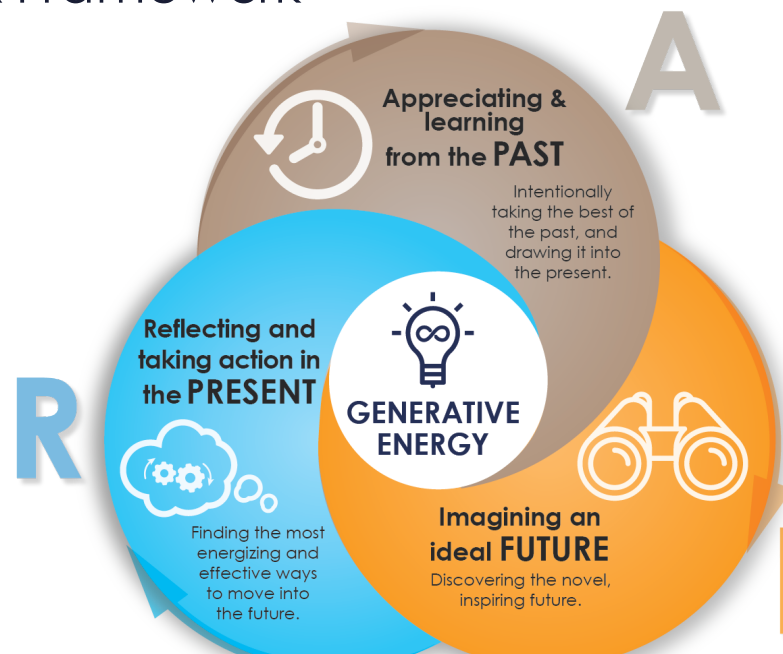 Framework
A
Appreciating &
learning
from the PAST
Intentionally
taking the best of
the past, and
drawing it into
the present.
Reflecting and
taking action in
the PRESENT
R
GENERATIVE
ENERGY
Finding the most
energizing and
effective ways
to move into
the future.
Imagining an
ideal FUTURE
Discovering the novel,
inspiring future.